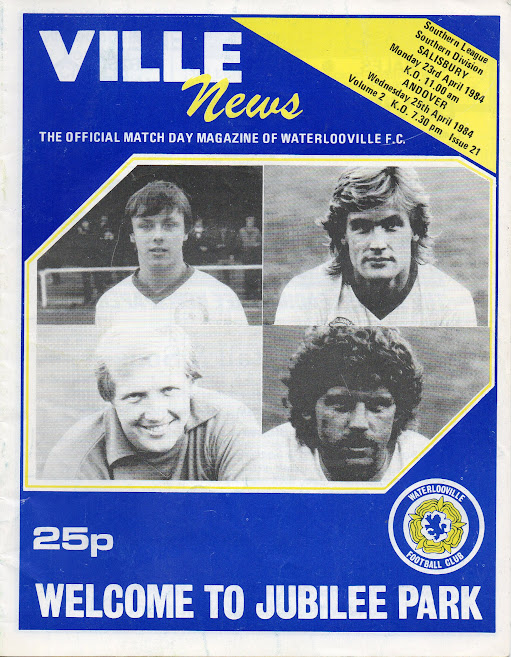 VILLE
News
THE OFFICIAL MATCH DAY MAGAZINE OF WATERLOOVILLE F.C.
Southern League
Southern Division
SALISBURY
Monday 23rd April 1984
K.O. 11.00 am
ANDOVER
Wednesday 25th April 1984
Volume 2 K.O. 7.30 pm Issue 21
25p
WATERLOOVILLE
FOOTBALL CLUB
WELCOME TO JUBILEE PARK